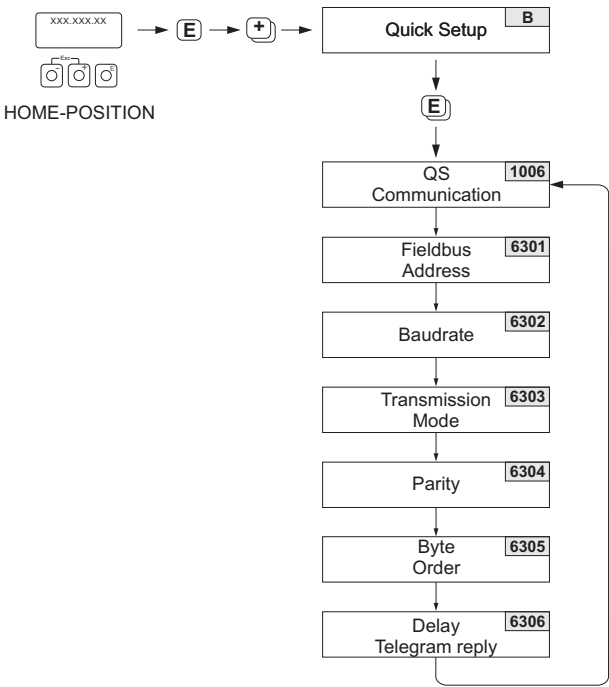 xxx.xxx.xx
Esc
- + E
HOME-POSITION
E
+
Quick Setup
B
E
QS
Communication
1006
Fieldbus
Address
6301
Baudrate
6302
Transmission
Mode
6303
Parity
6304
Byte
Order
6305
Delay
Telegram reply
6306